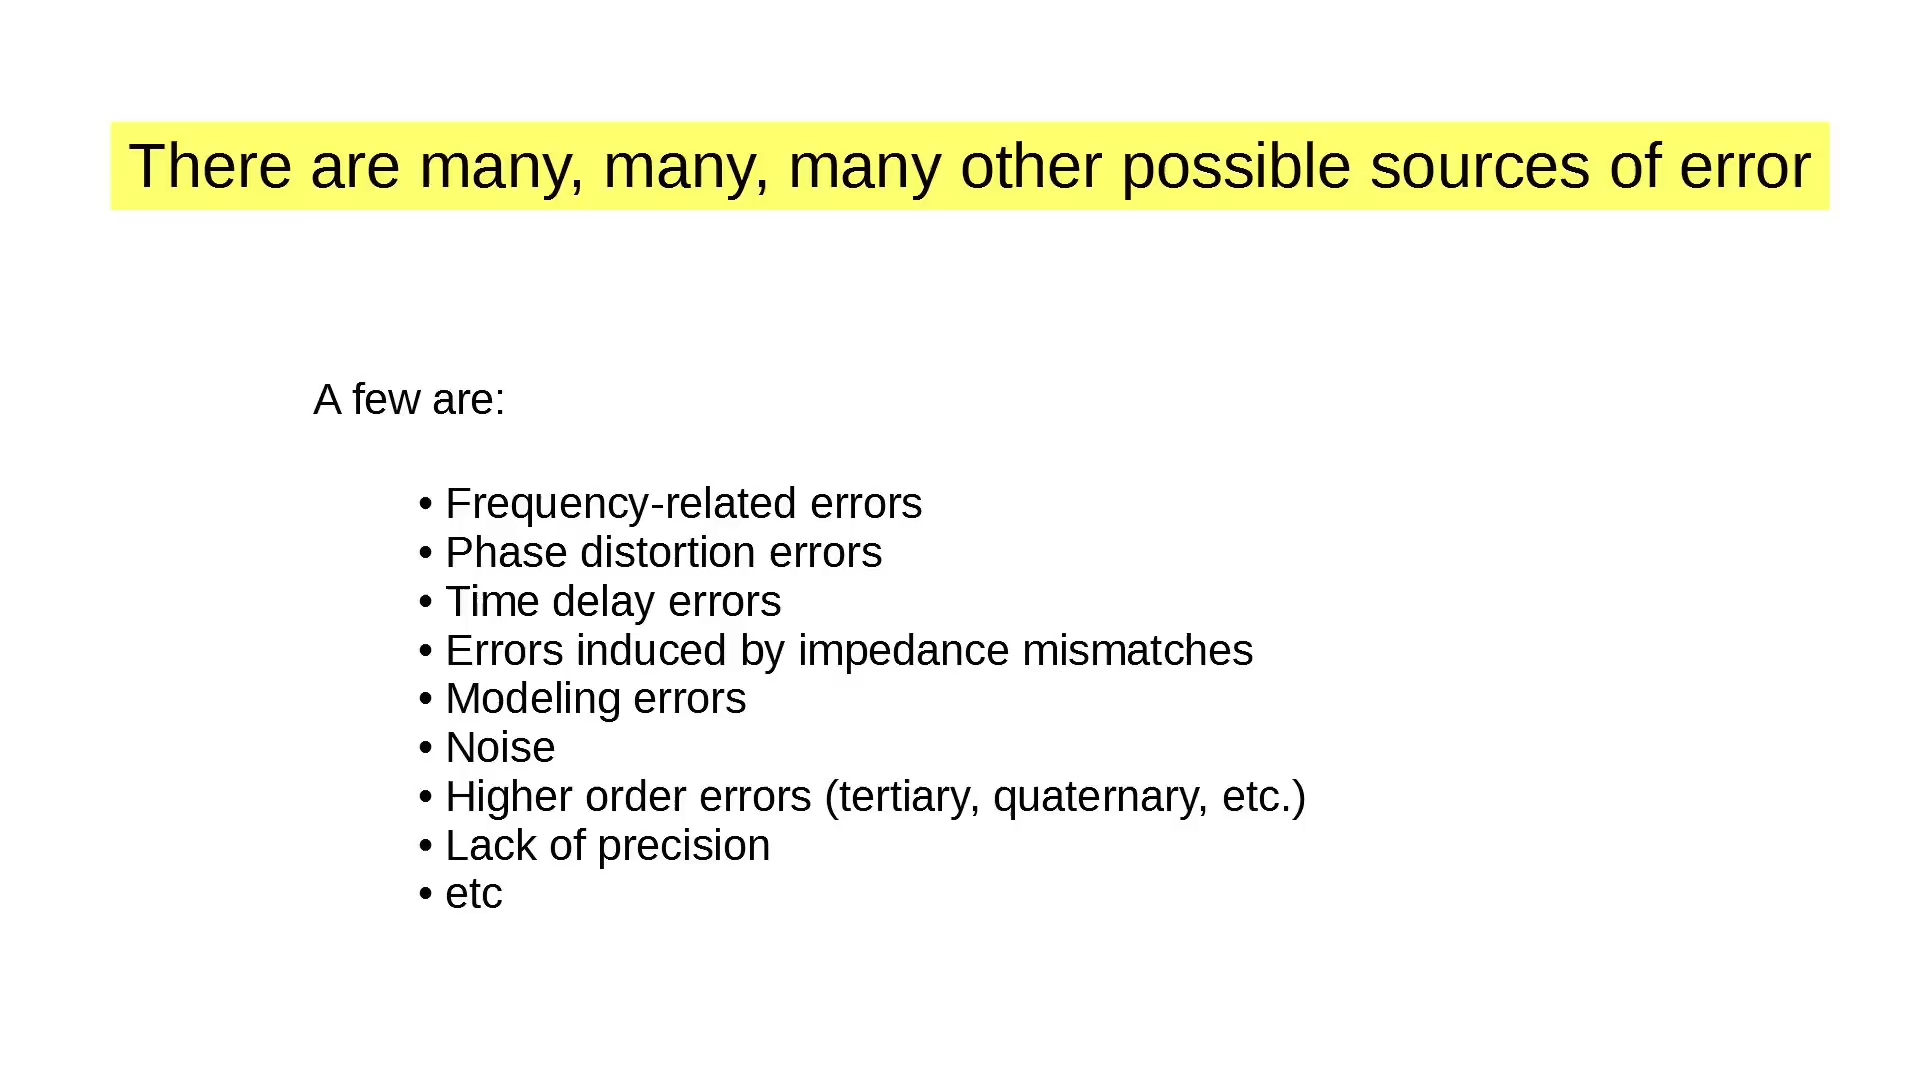 There are many, many, many other possible sources of error
A few are:
• Frequency-related errors
• Phase distortion errors
• Time delay errors
• Errors induced by impedance mismatches
• Modeling errors
• Noise
• Higher order errors (tertiary, quaternary, etc.)
• Lack of precision
• etc